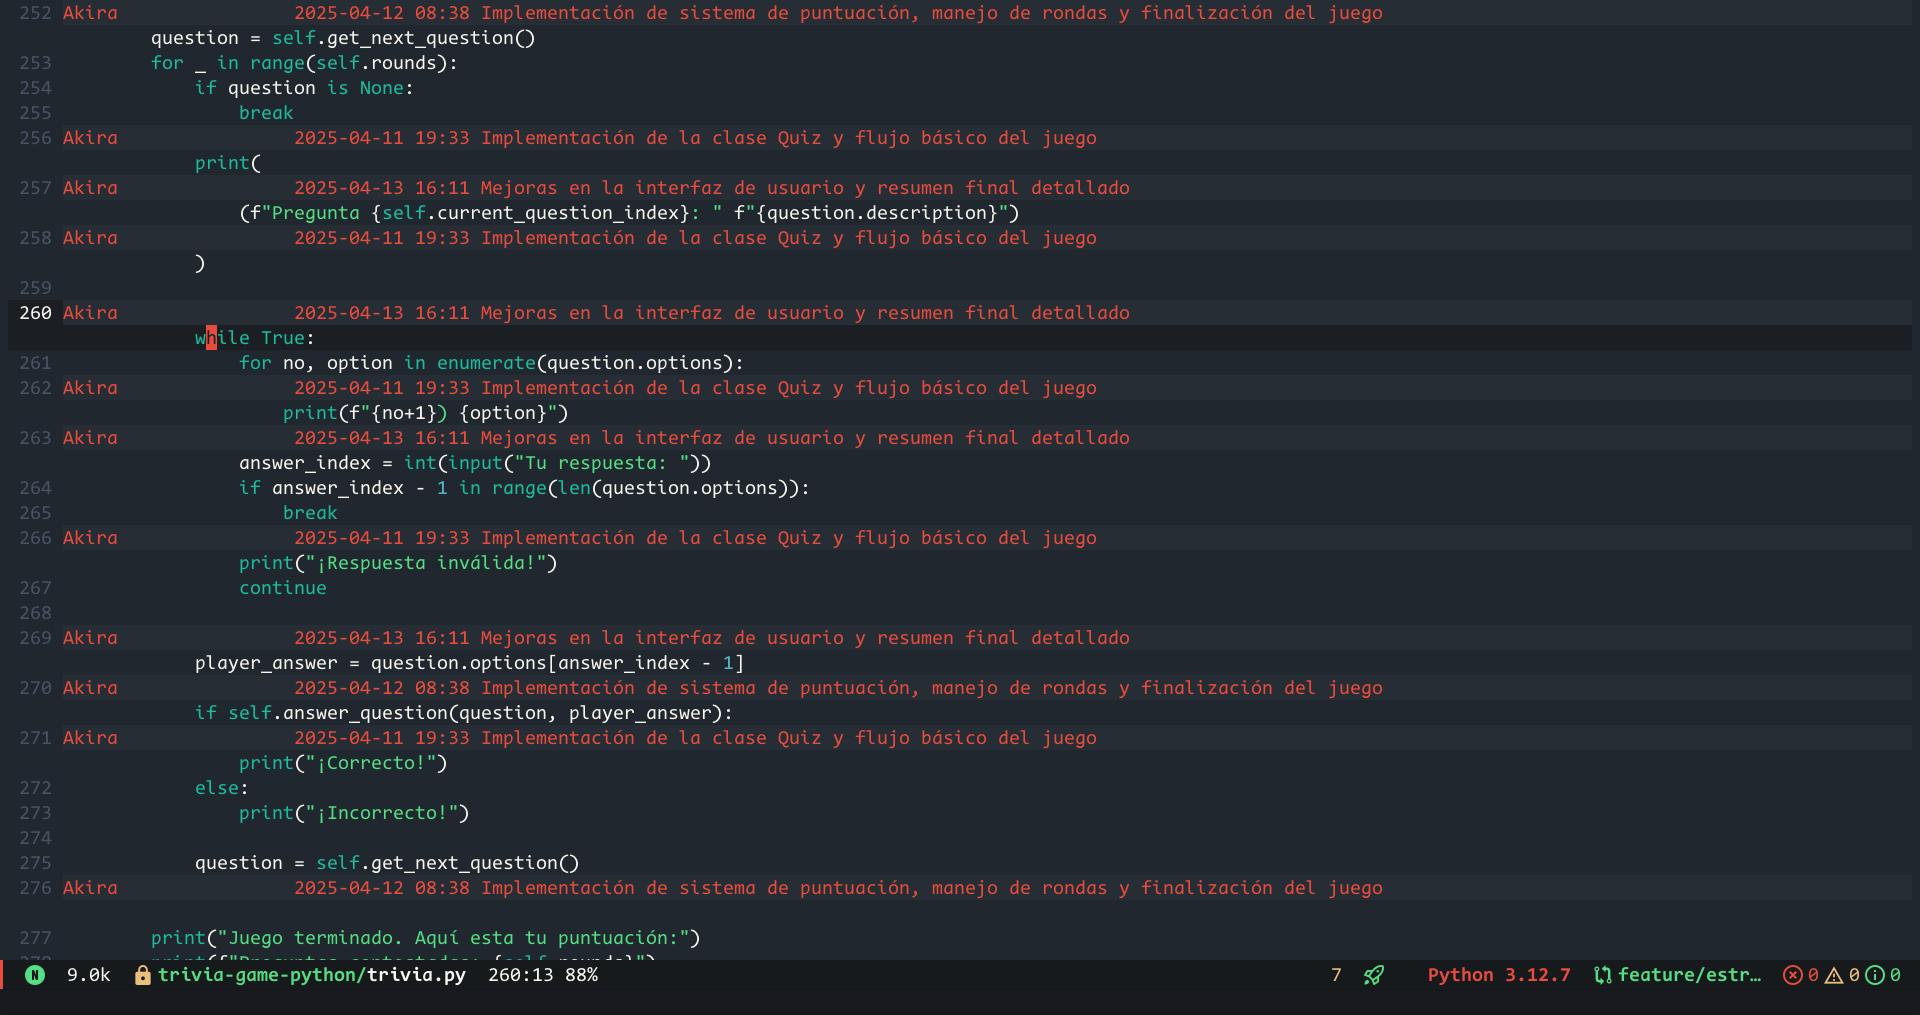 252 Akira 2025-04-12 08:38 Implementación de sistema de puntuación, manejo de rondas y finalización del juego
question = self.get_next_question()
253 for _ in range(self.rounds):
254 if question is None:
255 break
256 Akira 2025-04-11 19:33 Implementación de la clase Quiz y flujo básico del juego
print(
257 Akira 2025-04-13 16:11 Mejoras en la interfaz de usuario y resumen final detallado
(f"Pregunta {self.current_question_index}: " f"{question.description}")
258 Akira 2025-04-11 19:33 Implementación de la clase Quiz y flujo básico del juego
)
259
260 Akira 2025-04-13 16:11 Mejoras en la interfaz de usuario y resumen final detallado
while True:
261 for no, option in enumerate(question.options):
262 Akira 2025-04-11 19:33 Implementación de la clase Quiz y flujo básico del juego
print(f"{no+1}) {option}")
263 Akira 2025-04-13 16:11 Mejoras en la interfaz de usuario y resumen final detallado
answer_index = int(input("Tu respuesta: "))
264 if answer_index - 1 in range(len(question.options)):
265 break
266 Akira 2025-04-11 19:33 Implementación de la clase Quiz y flujo básico del juego
print("¡Respuesta inválida!")
267 continue
268
269 Akira 2025-04-13 16:11 Mejoras en la interfaz de usuario y resumen final detallado
player_answer = question.options[answer_index - 1]
270 Akira 2025-04-12 08:38 Implementación de sistema de puntuación, manejo de rondas y finalización del juego
if self.answer_question(question, player_answer):
271 Akira 2025-04-11 19:33 Implementación de la clase Quiz y flujo básico del juego
print("¡Correcto!")
272 else:
273 print("¡Incorrecto!")
274
275 question = self.get_next_question()
276 Akira 2025-04-12 08:38 Implementación de sistema de puntuación, manejo de rondas y finalización del juego
277 print("Juego terminado. Aquí esta tu puntuación:")
N 9.0k trivia-game-python/trivia.py 260:13 88% 7 Python 3.12.7 feature/estr… 0 0 0